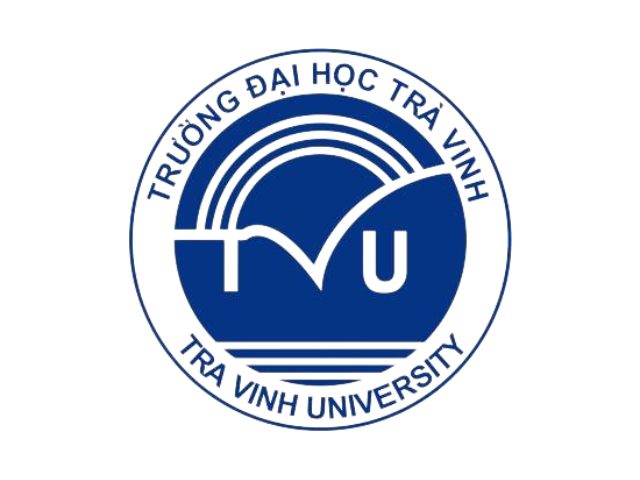 TRƯỜNG ĐẠI HỌC TRÀ VINH
TVU
TRA VINH UNIVERSITY